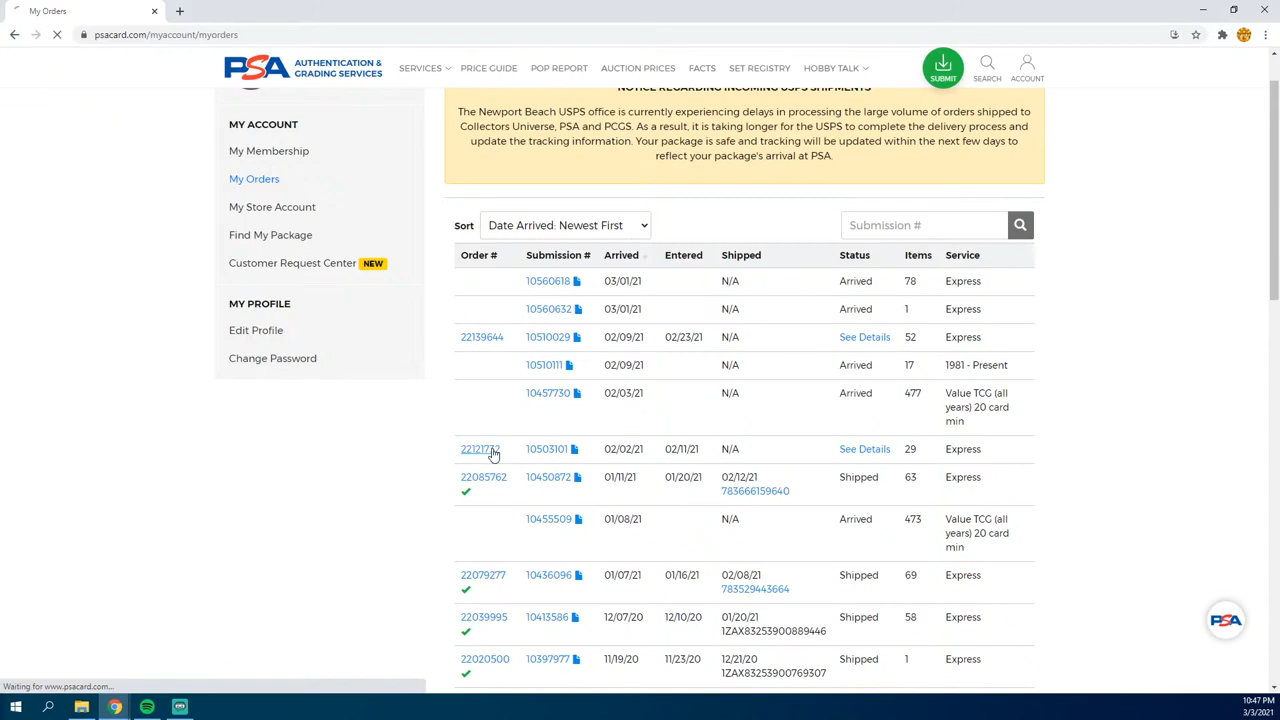 My Orders
psacard.com/myaccount/myorders
PSA AUTHENTICATION & GRADING SERVICES
SERVICES PRICE GUIDE POP REPORT AUCTION PRICES FACTS SET REGISTRY HOBBY TALK SUBMIT SEARCH ACCOUNT
NOTICE REGARDING INCOMING USPS SHIPMENTS
The Newport Beach USPS office is currently experiencing delays in processing the large volume of orders shipped to
Collectors Universe, PSA and PCGS. As a result, it is taking longer for the USPS to complete the delivery process and
update the tracking information. Your package is safe and tracking will be updated within the next few days to
reflect your package's arrival at PSA.
MY ACCOUNT
My Membership
My Orders
My Store Account
Find My Package
Customer Request Center NEW
MY PROFILE
Edit Profile
Change Password
Sort Date Arrived: Newest First Submission #
Order # Submission # Arrived Entered Shipped Status Items Service
10560618 03/01/21 N/A Arrived 78 Express
10560632 03/01/21 N/A Arrived 1 Express
22139644 10510029 02/09/21 02/23/21 N/A See Details 52 Express
10510111 02/09/21 N/A Arrived 17 1981 - Present
10457730 02/03/21 N/A Arrived 477 Value TCG (all
years) 20 card
min
22121732 10503101 02/02/21 02/11/21 N/A See Details 29 Express
22085762 10450872 01/11/21 01/20/21 02/12/21 Shipped 63 Express
783666159640
10455509 01/08/21 N/A Arrived 473 Value TCG (all
years) 20 card
min
22079277 10436096 01/07/21 01/16/21 02/08/21 Shipped 69 Express
783529443664
22039995 10413586 12/07/20 12/10/20 01/20/21 Shipped 58 Express
1ZAX83253900889446
22020500 10397977 11/19/20 11/23/20 12/21/20 Shipped 1 Express
1ZAX83253900769307
PSA
Waiting for www.psacard.com...
10:47 PM
3/3/2021